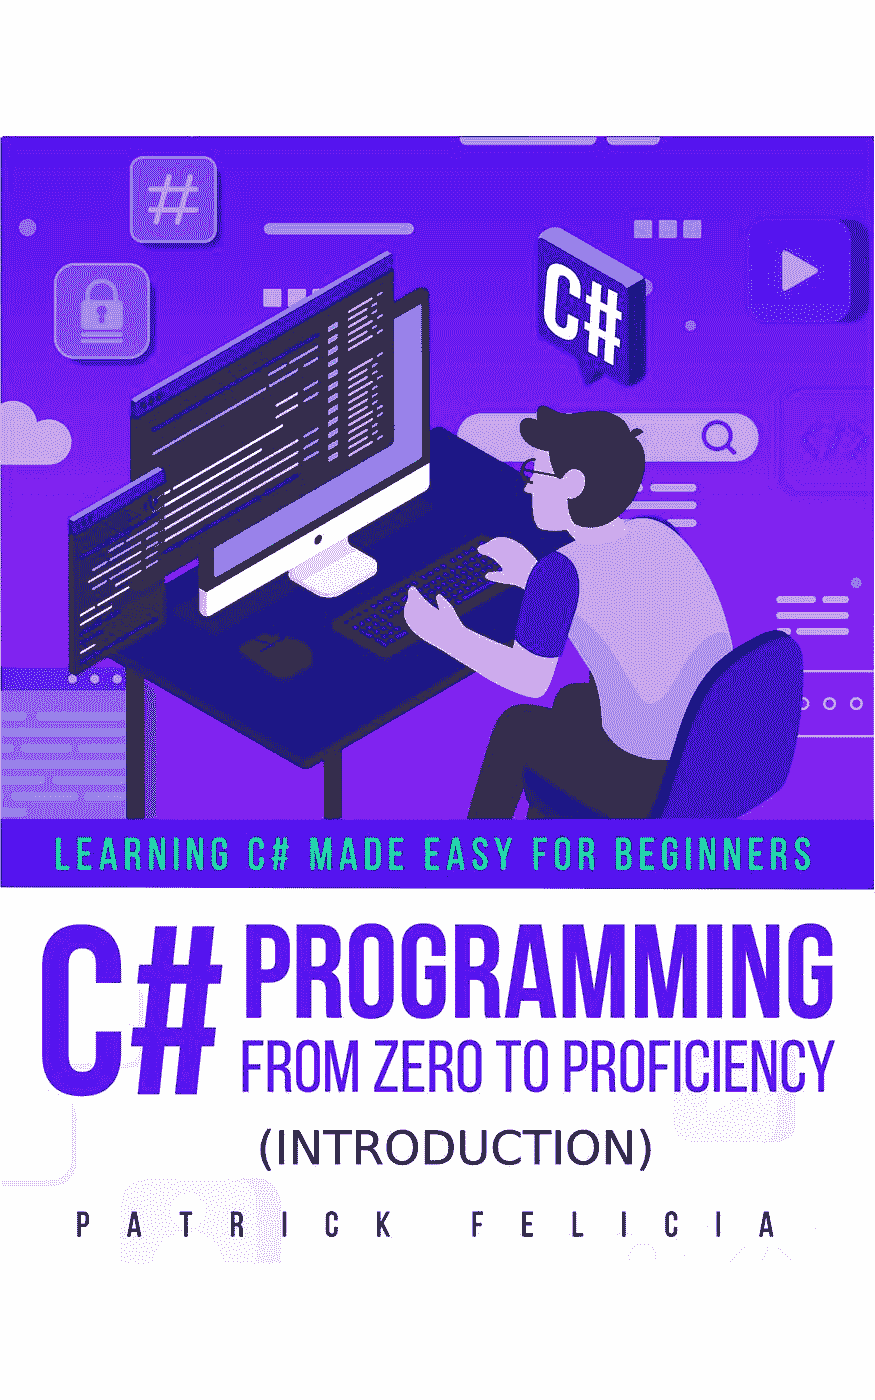 #
C#
</>
LEARNING C# MADE EASY FOR BEGINNERS
C# PROGRAMMING
FROM ZERO TO PROFICIENCY
(INTRODUCTION)
PATRICK FELICIA